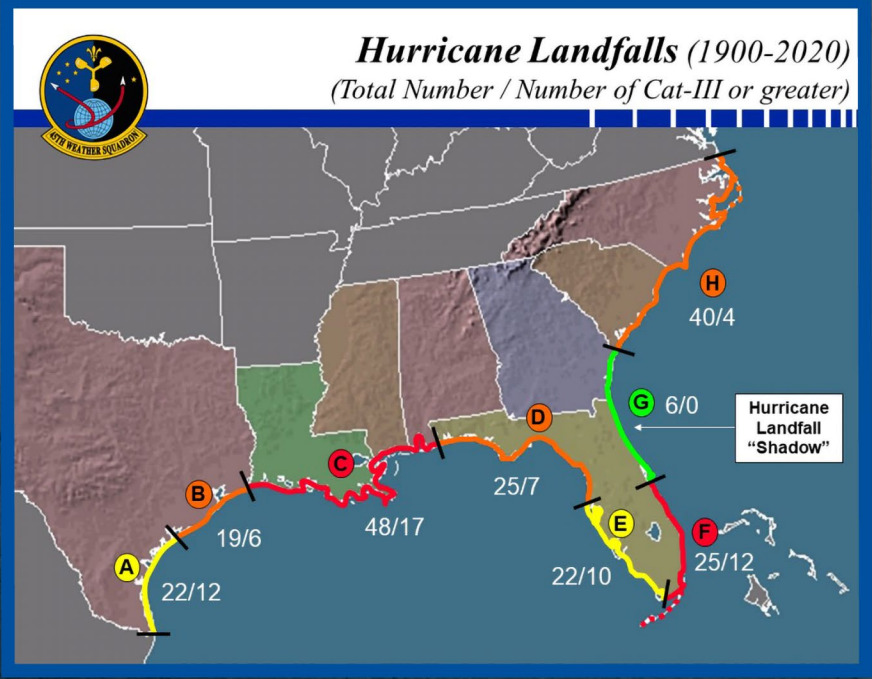 Hurricane Landfalls (1900-2020)
(Total Number / Number of Cat-III or greater)
45TH WEATHER SQUADRON
H
40/4
G
6/0
Hurricane
Landfall
“Shadow”
D
25/7
C
48/17
B
19/6
E
22/10
F
25/12
A
22/12